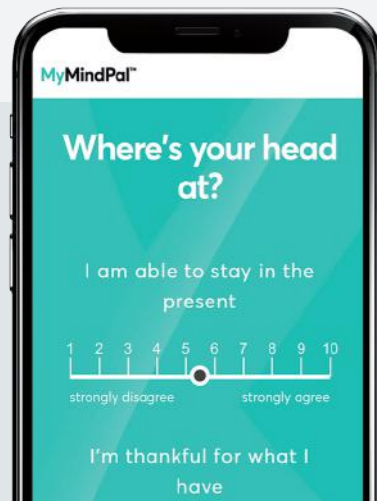 MyMindPal™
Where's your head
at?
I am able to stay in the
present
1 2 3 4 5 6 7 8 9 10
strongly disagree strongly agree
I'm thankful for what I
have